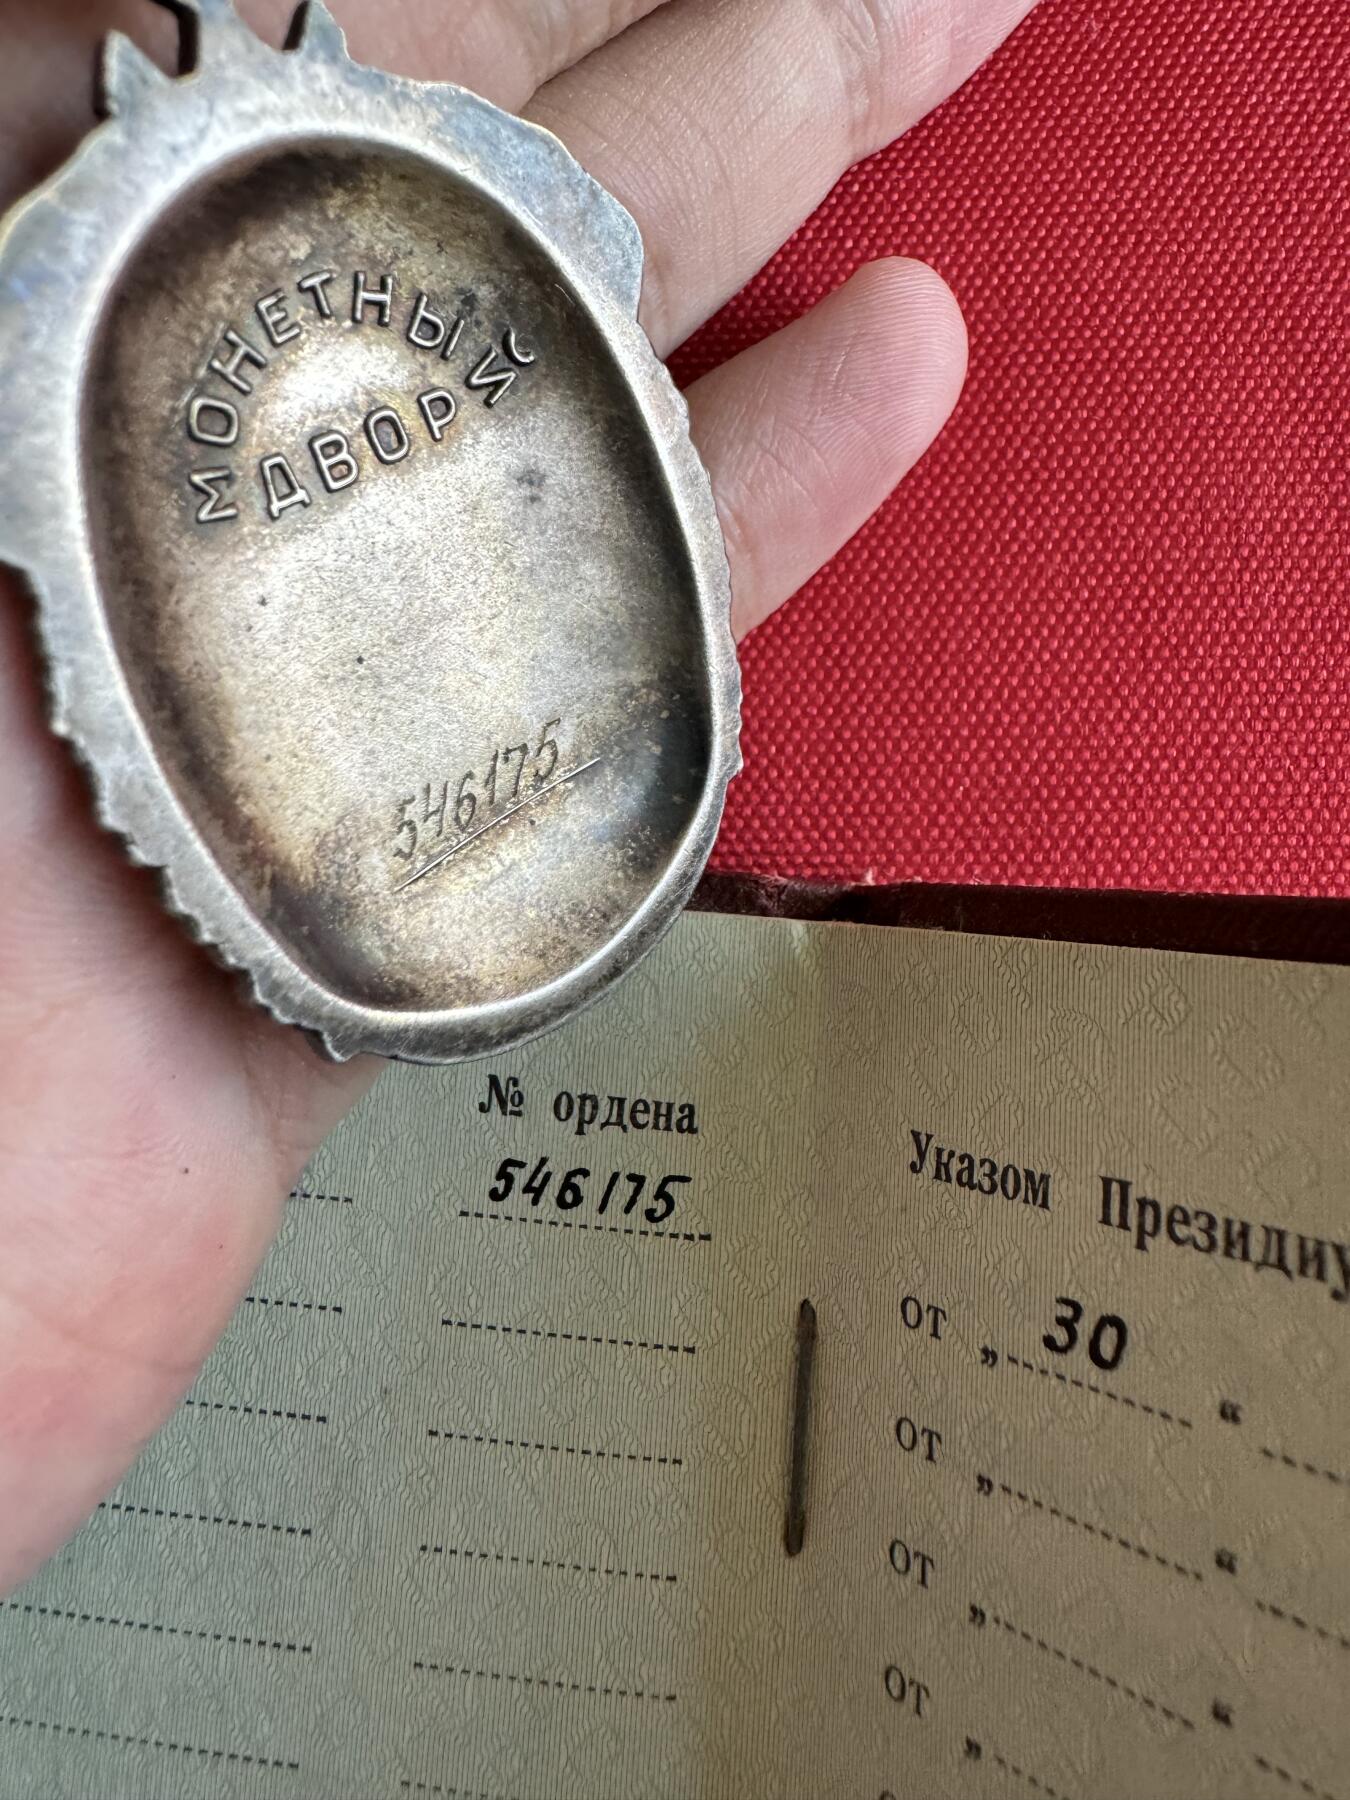 МОНЕТНЫЙ
ДВОР
546175
№ ордена
546175
Указом Президиу
от „ 30 “
от „ “
от „ “
от „